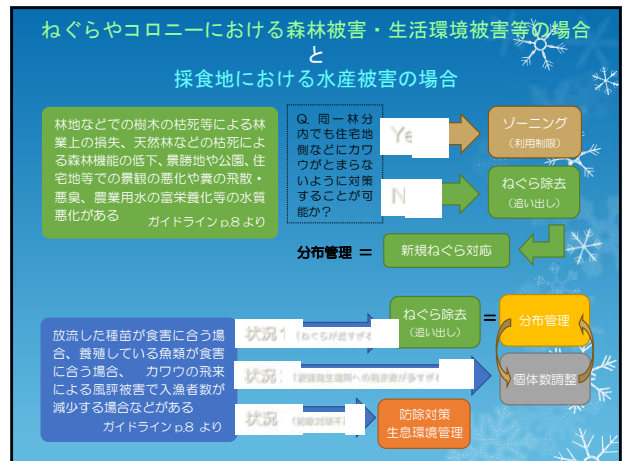 ねぐらやコロニーにおける森林被害・生活環境被害等の場合
と
採食地における水産被害の場合
林地などでの樹木の枯死等による林
業上の損失、天然林などの枯死によ
る森林機能の低下、景勝地や公園、住
宅地等での景観の悪化や糞の飛散・
悪臭、農業用水の富栄養化等の水質
悪化がある
ガイドライン p.8 より
Q. 同一林分
内でも住宅地
側などにカワ
ウがとまらな
いように対策
することが可
能か？
Ye
N
ゾーニング
（利用制限）
ねぐら除去
（追い出し）
分布管理 ＝
新規ねぐら対応
放流した種苗が食害に合う場
合、養殖している魚類が食害
に合う場合、 カワウの飛来
による風評被害で入漁者数が
減少する場合などがある
ガイドライン p.8 より
状況
（ねぐらが近すぎる
ねぐら除去
（追い出し）
＝
分布管理
状況
個体数調整
状況
防除対策
生息環境管理